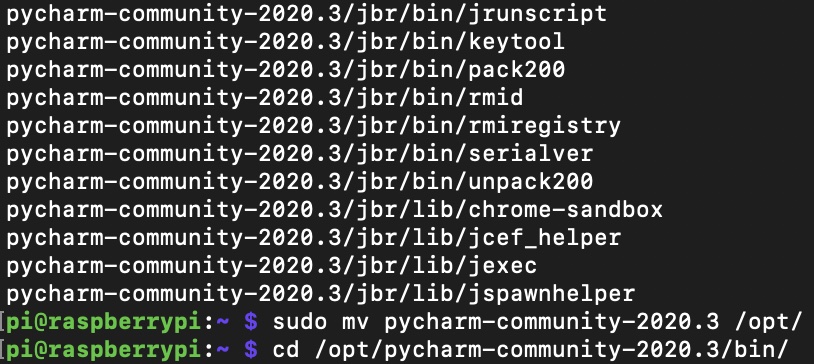 pycharm-community-2020.3/jbr/bin/jrunscript
pycharm-community-2020.3/jbr/bin/keytool
pycharm-community-2020.3/jbr/bin/pack200
pycharm-community-2020.3/jbr/bin/rmid
pycharm-community-2020.3/jbr/bin/rmiregistry
pycharm-community-2020.3/jbr/bin/serialver
pycharm-community-2020.3/jbr/bin/unpack200
pycharm-community-2020.3/jbr/lib/chrome-sandbox
pycharm-community-2020.3/jbr/lib/jcef_helper
pycharm-community-2020.3/jbr/lib/jexec
pycharm-community-2020.3/jbr/lib/jspawnhelper
[pi@raspberrypi:~ $ sudo mv pycharm-community-2020.3 /opt/
[pi@raspberrypi:~ $ cd /opt/pycharm-community-2020.3/bin/